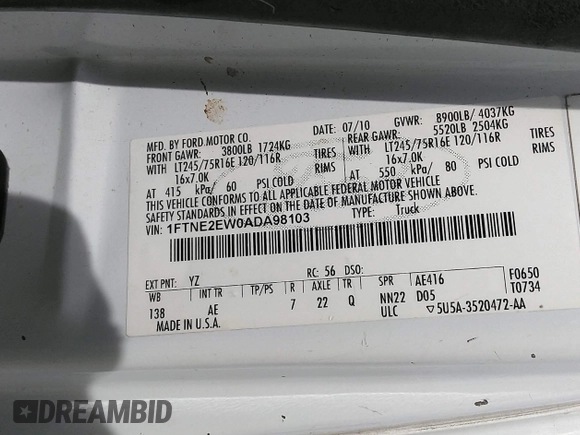 MFD. BY FORD MOTOR CO.
DATE: 07/10
GVWR: 8900LB/ 4037KG
FRONT GAWR: 3800LB 1724KG
REAR GAWR: 5520LB 2504KG
WITH LT245/75R16E 120/116R TIRES
WITH LT245/75R16E 120/116R TIRES
16x7.0K RIMS
16x7.0K RIMS
AT 415 kPa/ 60 PSI COLD
AT 550 kPa/ 80 PSI COLD
THIS VEHICLE CONFORMS TO ALL APPLICABLE FEDERAL MOTOR VEHICLE
SAFETY STANDARDS IN EFFECT ON THE DATE OF MANUFACTURE SHOWN ABOVE.
VIN: 1FTNE2EW0ADA98103
TYPE: Truck
EXT PNT: YZ RC: 56 DSO:
WB INT TR TP/PS R AXLE TR SPR AE416 F0650
138 AE 7 22 Q NN22 D05 T0734
MADE IN U.S.A. ULC ▽5U5A-3520472-AA
DREAMBID